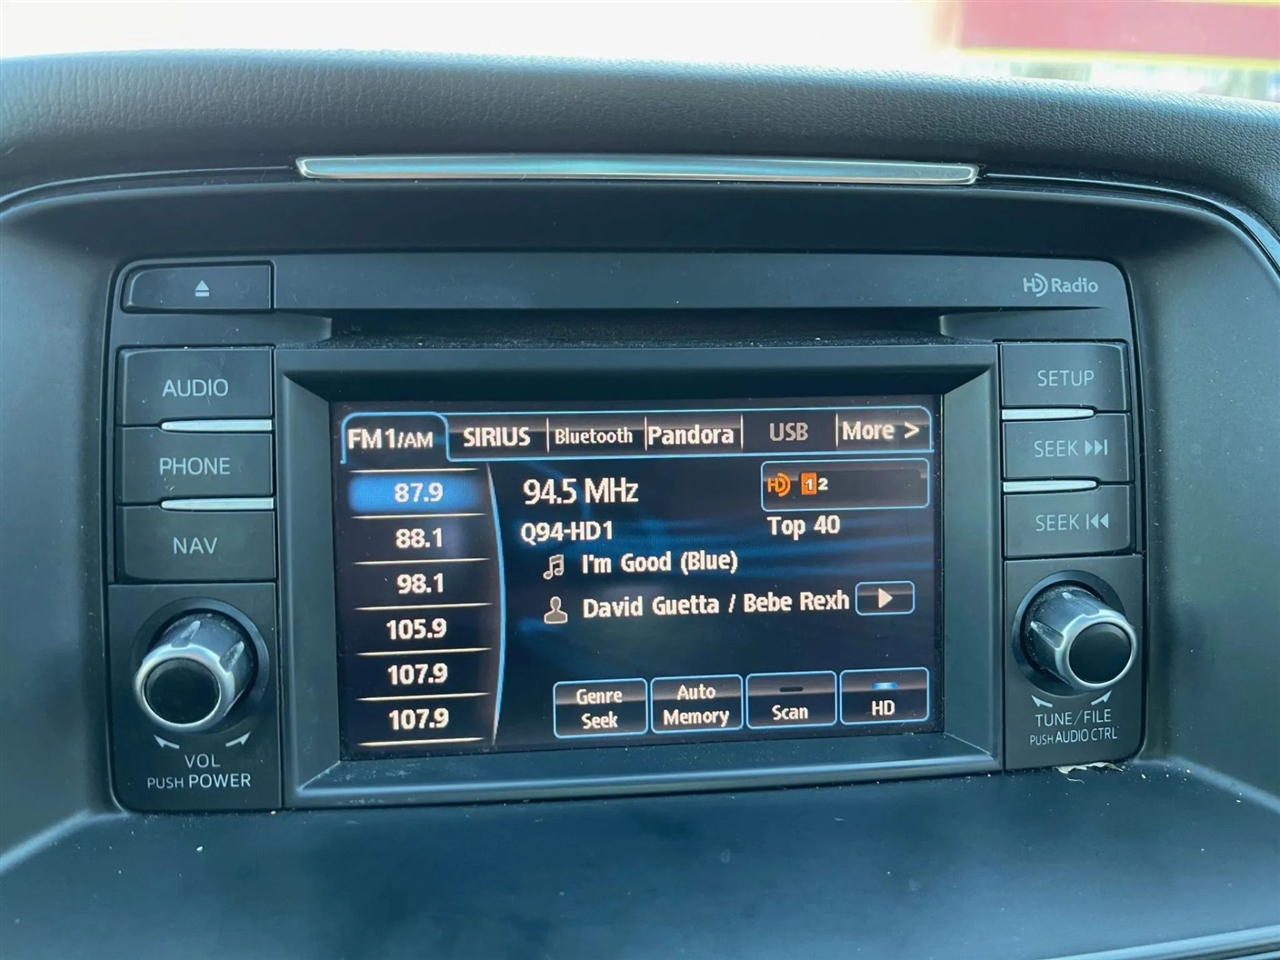 HD Radio
AUDIO
PHONE
NAV
VOL
PUSH POWER
FM1/AM
SIRIUS
Bluetooth
Pandora
USB
More >
87.9
88.1
98.1
105.9
107.9
107.9
94.5 MHz
HD 1 2
Q94-HD1
Top 40
I'm Good (Blue)
David Guetta / Bebe Rexh
Genre
Seek
Auto
Memory
Scan
HD
SETUP
SEEK
SEEK
TUNE/FILE
PUSH AUDIO CTRL